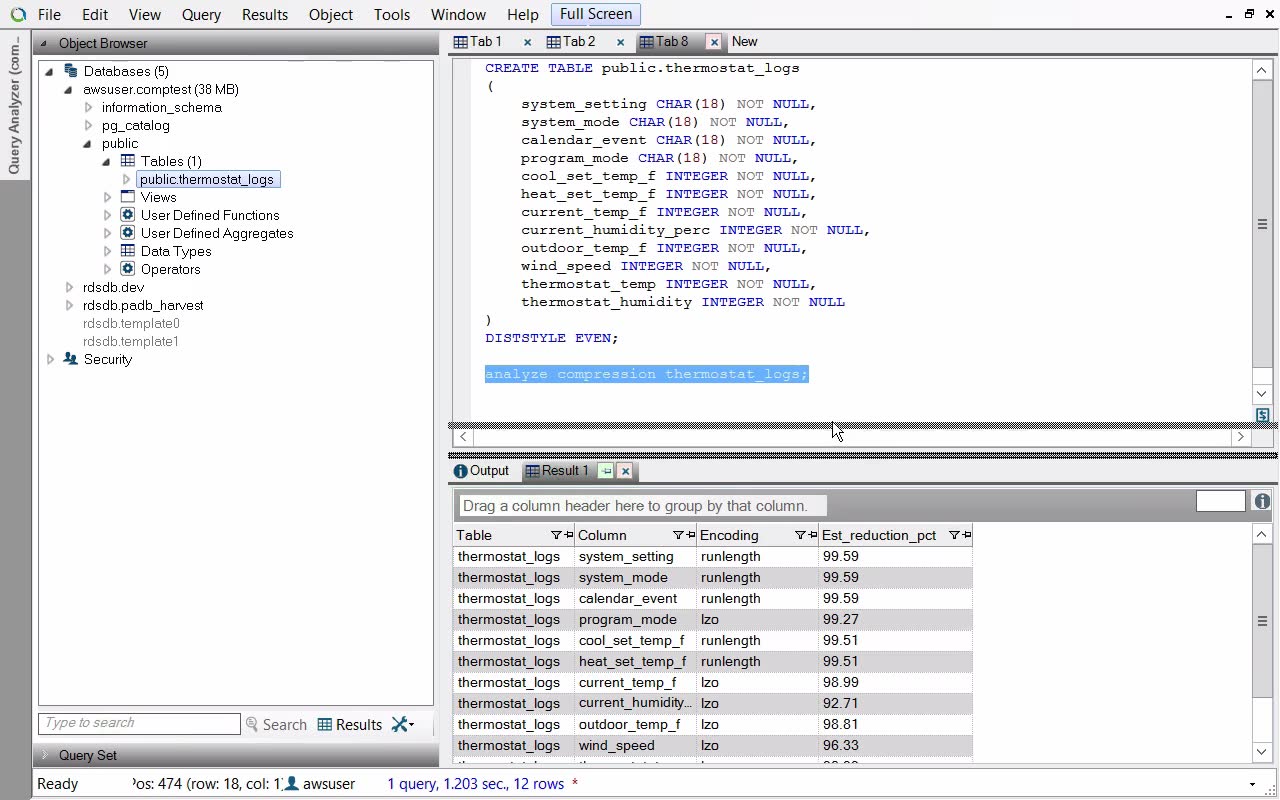 File Edit View Query Results Object Tools Window Help Full Screen
Query Analyzer (com...
Object Browser
Databases (5)
awsuser.comptest (38 MB)
information_schema
pg_catalog
public
Tables (1)
public.thermostat_logs
Views
User Defined Functions
User Defined Aggregates
Data Types
Operators
rdsdb.dev
rdsdb.padb_harvest
rdsdb.template0
rdsdb.template1
Security
Type to search Search Results
Query Set
Tab 1 Tab 2 Tab 8 New
CREATE TABLE public.thermostat_logs
(
system_setting CHAR(18) NOT NULL,
system_mode CHAR(18) NOT NULL,
calendar_event CHAR(18) NOT NULL,
program_mode CHAR(18) NOT NULL,
cool_set_temp_f INTEGER NOT NULL,
heat_set_temp_f INTEGER NOT NULL,
current_temp_f INTEGER NOT NULL,
current_humidity_perc INTEGER NOT NULL,
outdoor_temp_f INTEGER NOT NULL,
wind_speed INTEGER NOT NULL,
thermostat_temp INTEGER NOT NULL,
thermostat_humidity INTEGER NOT NULL
)
DISTSTYLE EVEN;
analyze compression thermostat_logs;
Output Result 1
Drag a column header here to group by that column.
Table Column Encoding Est_reduction_pct
thermostat_logs system_setting runlength 99.59
thermostat_logs system_mode runlength 99.59
thermostat_logs calendar_event runlength 99.59
thermostat_logs program_mode lzo 99.27
thermostat_logs cool_set_temp_f runlength 99.51
thermostat_logs heat_set_temp_f runlength 99.51
thermostat_logs current_temp_f lzo 98.99
thermostat_logs current_humidity... lzo 92.71
thermostat_logs outdoor_temp_f lzo 98.81
thermostat_logs wind_speed lzo 96.33
Ready Pos: 474 (row: 18, col: 1) awsuser 1 query, 1.203 sec., 12 rows *